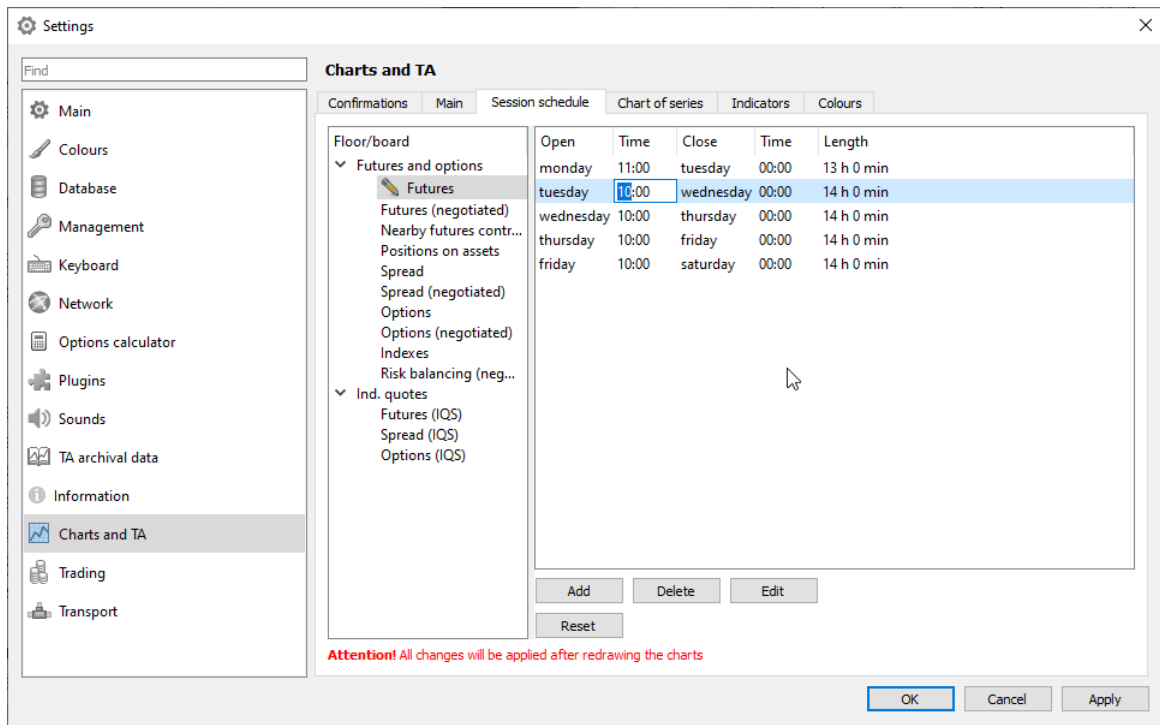 Settings
Find
Main
Colours
Database
Management
Keyboard
Network
Options calculator
Plugins
Sounds
TA archival data
Information
Charts and TA
Trading
Transport
Charts and TA
Confirmations Main Session schedule Chart of series Indicators Colours
Floor/board
Futures and options
Futures
Futures (negotiated)
Nearby futures contr...
Positions on assets
Spread
Spread (negotiated)
Options
Options (negotiated)
Indexes
Risk balancing (neg...
Ind. quotes
Futures (IQS)
Spread (IQS)
Options (IQS)
Open Time Close Time Length
monday 11:00 tuesday 00:00 13 h 0 min
tuesday 10:00 wednesday 00:00 14 h 0 min
wednesday 10:00 thursday 00:00 14 h 0 min
thursday 10:00 friday 00:00 14 h 0 min
friday 10:00 saturday 00:00 14 h 0 min
Add Delete Edit
Reset
Attention! All changes will be applied after redrawing the charts
OK Cancel Apply